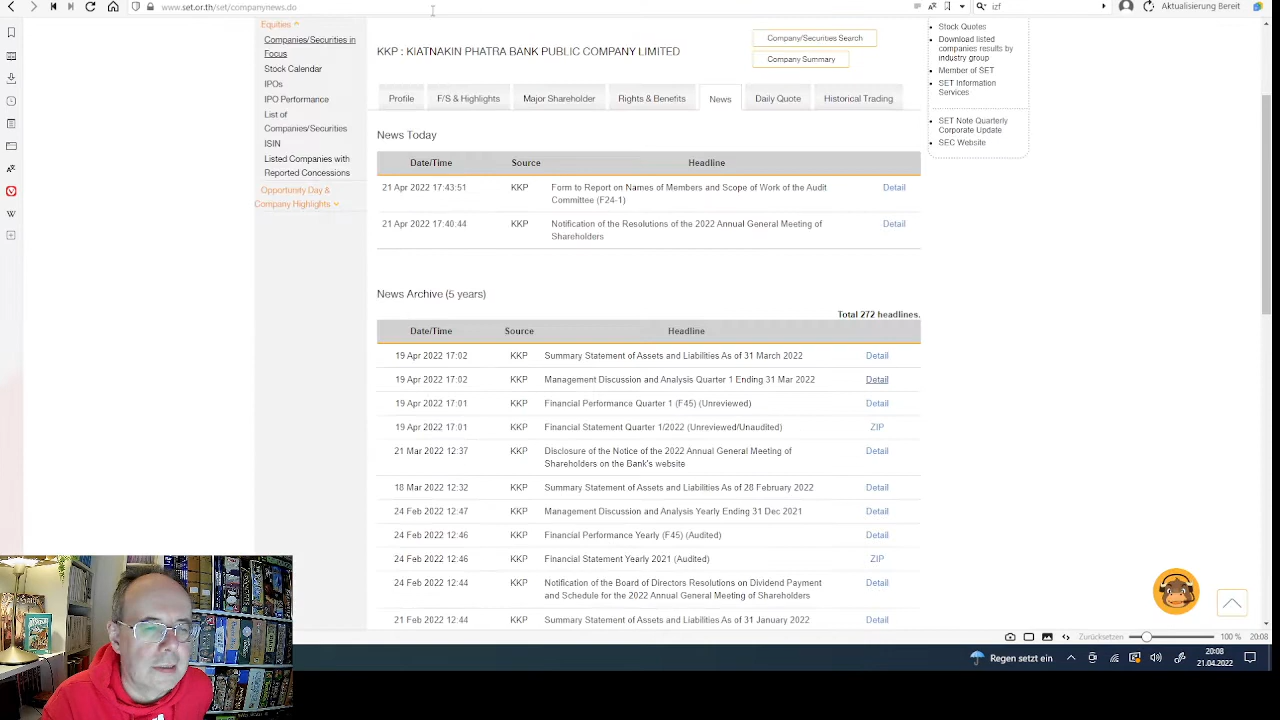 www.set.or.th/set/companynews.do
izf
Aktualisierung Bereit
Equities
Companies/Securities in
Focus
Stock Calendar
IPOs
IPO Performance
List of
Companies/Securities
ISIN
Listed Companies with
Reported Concessions
Opportunity Day &
Company Highlights
KKP : KIATNAKIN PHATRA BANK PUBLIC COMPANY LIMITED
Company/Securities Search
Company Summary
Profile F/S & Highlights Major Shareholder Rights & Benefits News Daily Quote Historical Trading
News Today
Date/Time Source Headline
21 Apr 2022 17:43:51 KKP Form to Report on Names of Members and Scope of Work of the Audit Detail
Committee (F24-1)
21 Apr 2022 17:40:44 KKP Notification of the Resolutions of the 2022 Annual General Meeting of Detail
Shareholders
News Archive (5 years)
Total 272 headlines.
Date/Time Source Headline
19 Apr 2022 17:02 KKP Summary Statement of Assets and Liabilities As of 31 March 2022 Detail
19 Apr 2022 17:02 KKP Management Discussion and Analysis Quarter 1 Ending 31 Mar 2022 Detail
19 Apr 2022 17:01 KKP Financial Performance Quarter 1 (F45) (Unreviewed) Detail
19 Apr 2022 17:01 KKP Financial Statement Quarter 1/2022 (Unreviewed/Unaudited) ZIP
21 Mar 2022 12:37 KKP Disclosure of the Notice of the 2022 Annual General Meeting of Detail
Shareholders on the Bank's website
18 Mar 2022 12:32 KKP Summary Statement of Assets and Liabilities As of 28 February 2022 Detail
24 Feb 2022 12:47 KKP Management Discussion and Analysis Yearly Ending 31 Dec 2021 Detail
24 Feb 2022 12:46 KKP Financial Performance Yearly (F45) (Audited) Detail
24 Feb 2022 12:46 KKP Financial Statement Yearly 2021 (Audited) ZIP
24 Feb 2022 12:44 KKP Notification of the Board of Directors Resolutions on Dividend Payment Detail
and Schedule for the 2022 Annual General Meeting of Shareholders
21 Feb 2022 12:44 KKP Summary Statement of Assets and Liabilities As of 31 January 2022 Detail
Stock Quotes
Download listed
companies results by
industry group
Member of SET
SET Information
Services
SET Note Quarterly
Corporate Update
SEC Website
Zurücksetzen 100 % 20:08
Regen setzt ein
20:08
21.04.2022